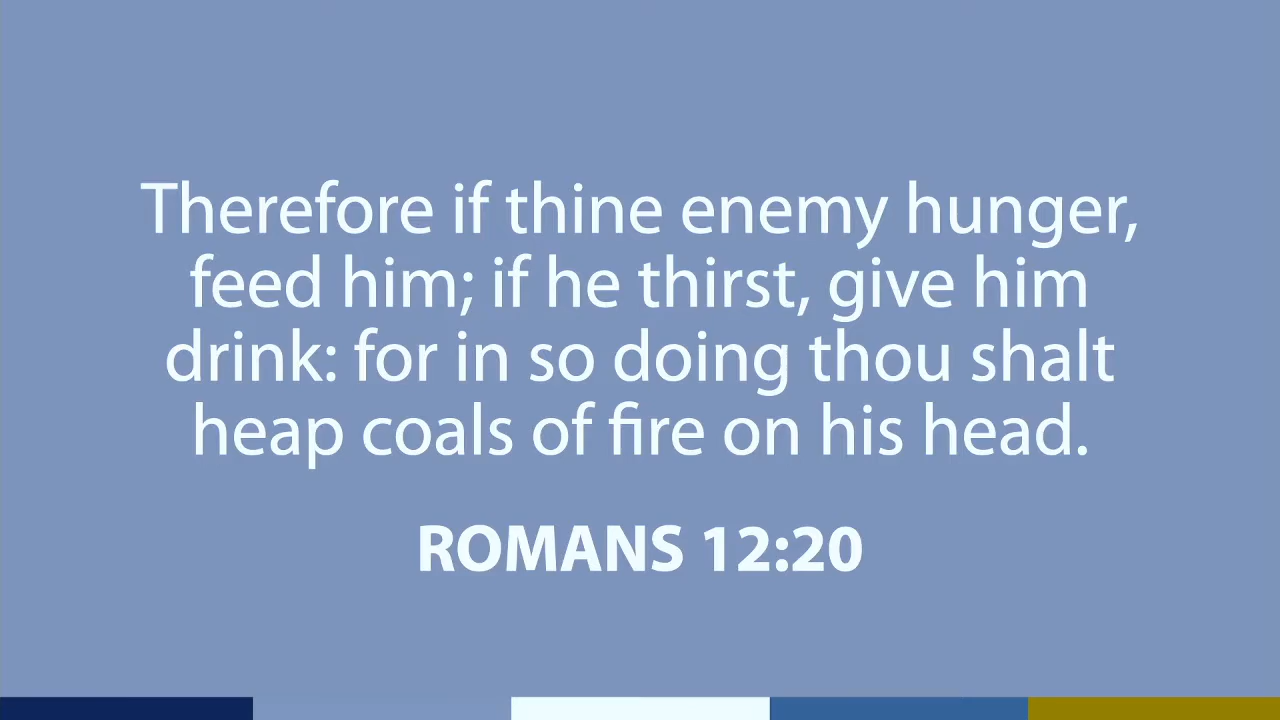 Therefore if thine enemy hunger,
feed him; if he thirst, give him
drink: for in so doing thou shalt
heap coals of fire on his head.
ROMANS 12:20